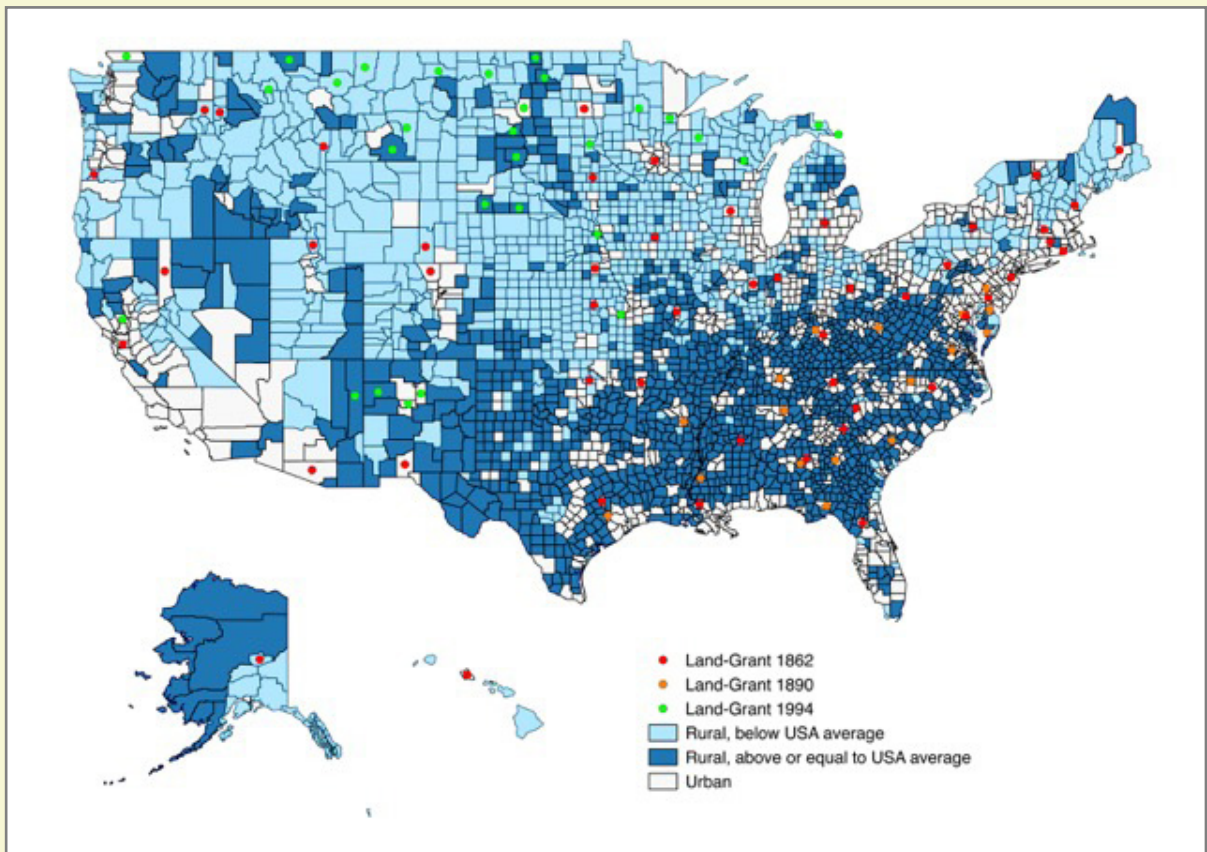 Land-Grant 1862
Land-Grant 1890
Land-Grant 1994
Rural, below USA average
Rural, above or equal to USA average
Urban